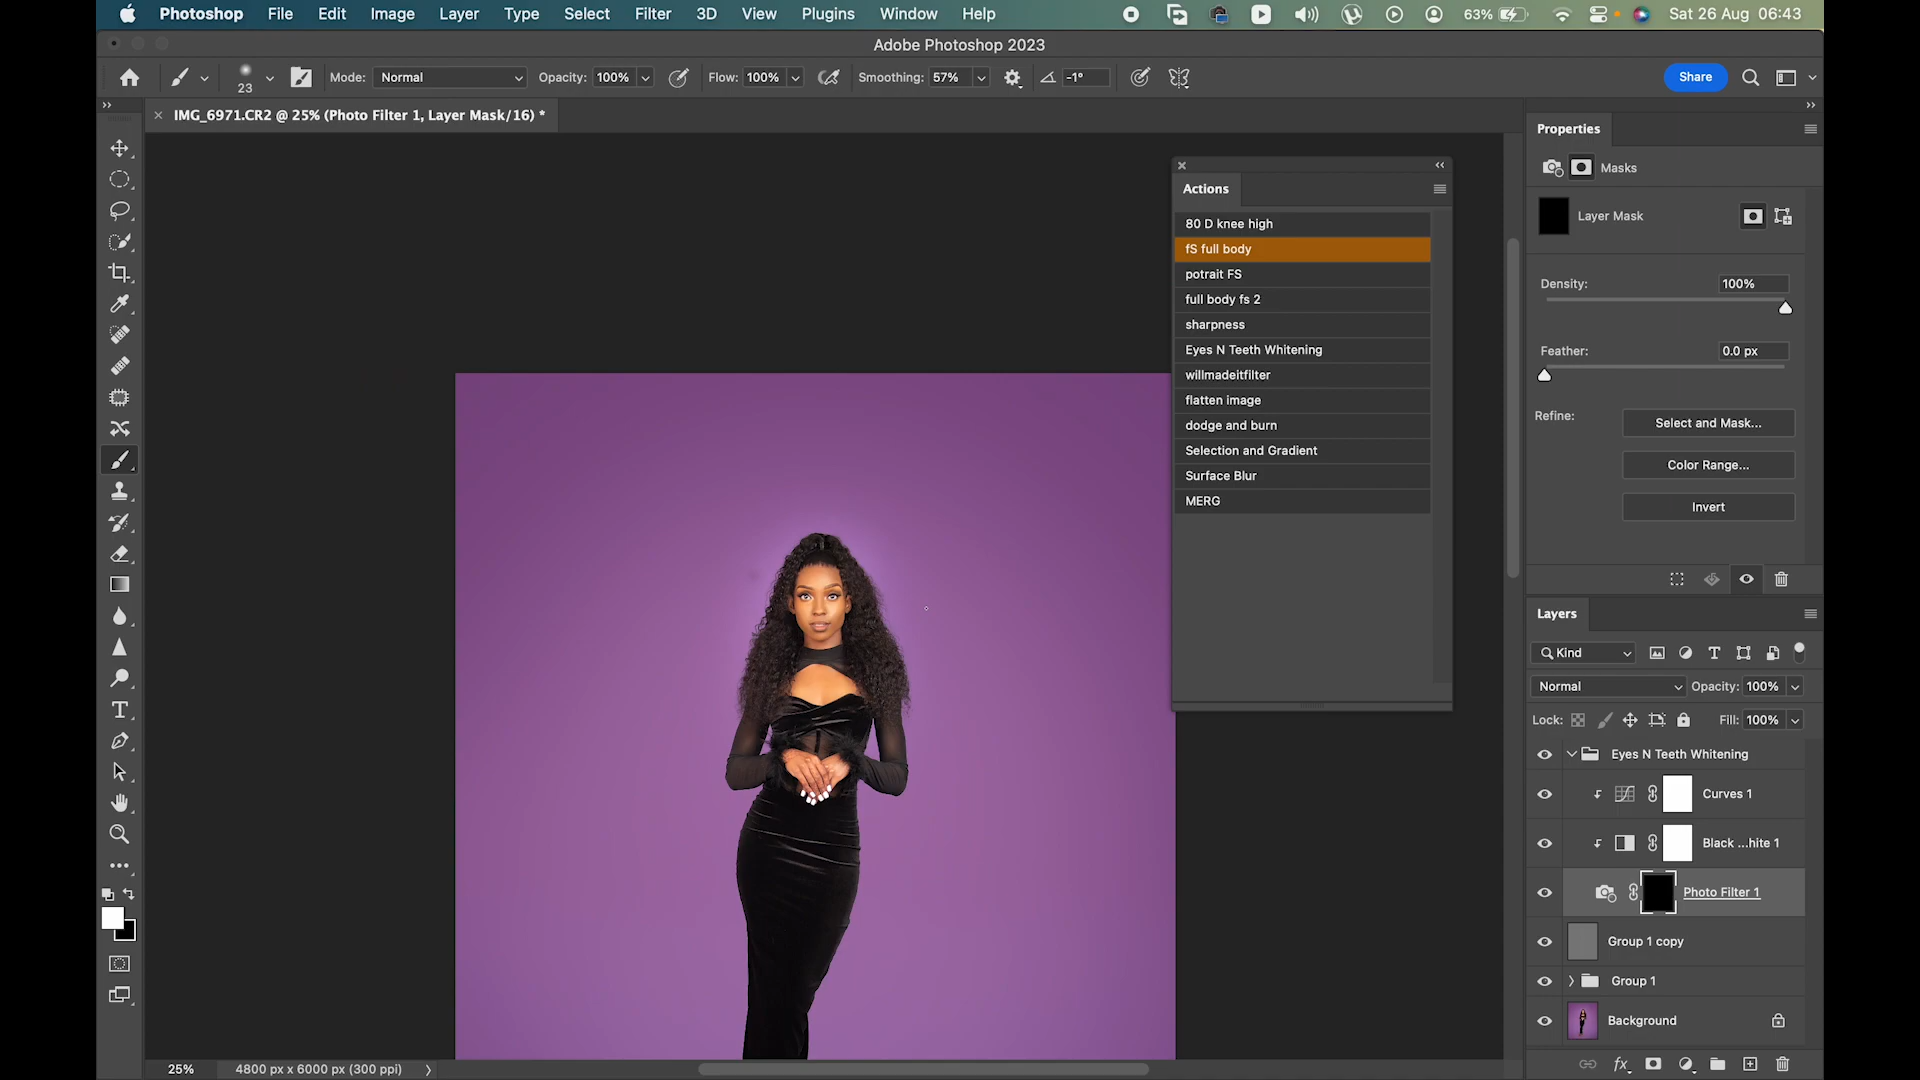 Photoshop File Edit Image Layer Type Select Filter 3D View Plugins Window Help 63% Sat 26 Aug 06:43
Adobe Photoshop 2023
23 Mode: Normal Opacity: 100% Flow: 100% Smoothing: 57% -1° Share
IMG_6971.CR2 @ 25% (Photo Filter 1, Layer Mask/16) *
Properties
Masks
Layer Mask
Density: 100%
Feather: 0.0 px
Refine: Select and Mask...
Color Range...
Invert
Actions
80 D knee high
fS full body
potrait FS
full body fs 2
sharpness
Eyes N Teeth Whitening
willmadeitfilter
flatten image
dodge and burn
Selection and Gradient
Surface Blur
MERG
Layers
Kind
Normal Opacity: 100%
Lock: Fill: 100%
Eyes N Teeth Whitening
Curves 1
Black ...hite 1
Photo Filter 1
Group 1 copy
Group 1
Background
25% 4800 px x 6000 px (300 ppi)